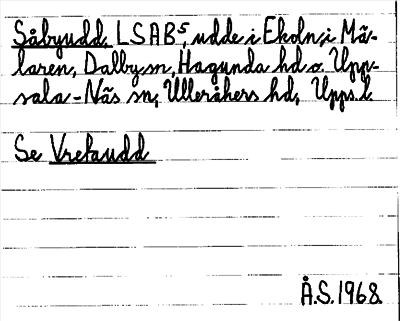 Såbyudd, LSAB⁵, udde i Ekoln, i Mä-
laren, Dalby sn, Hagunda hd o. Upp-
sala-Näs sn, Ulleråkers hd, Upps. l.
Se Vretaudd
Å.S. 1968